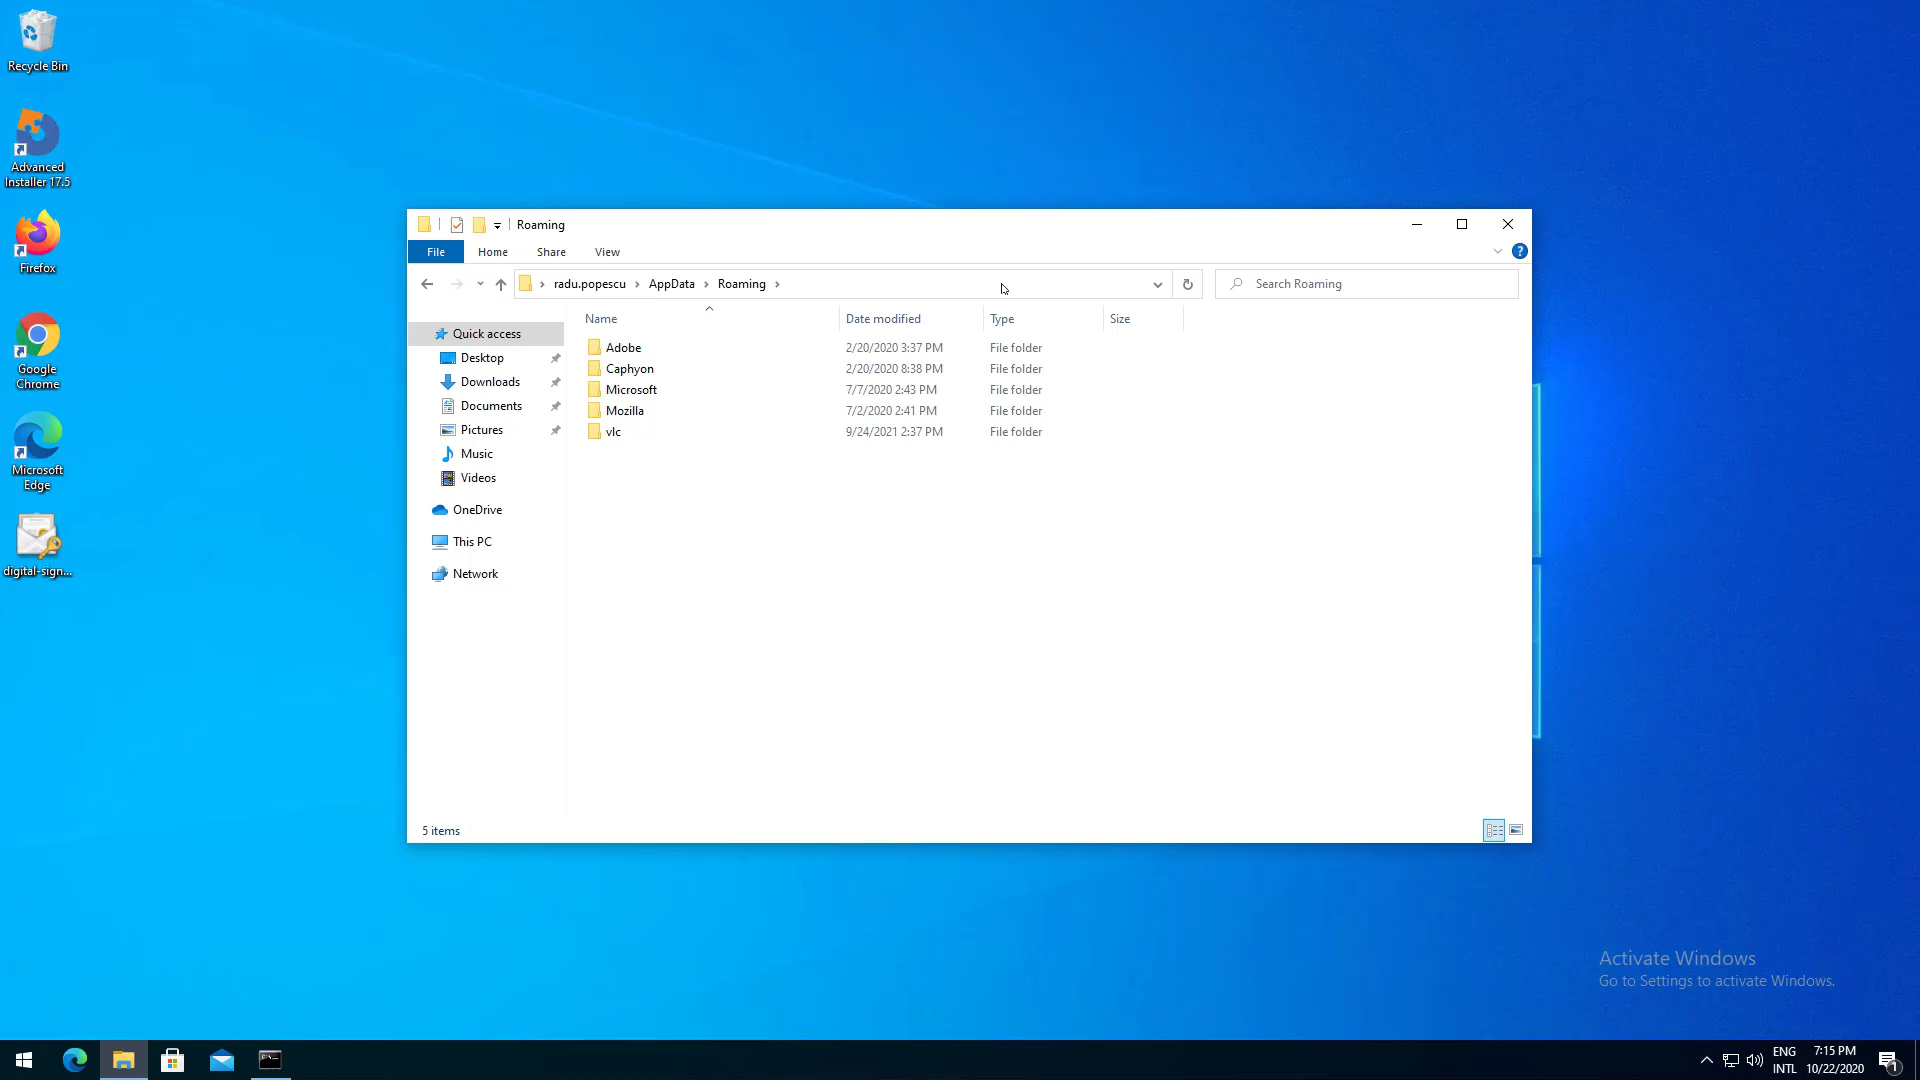 Recycle Bin
Advanced
Installer 17.5
Firefox
Google
Chrome
Microsoft
Edge
digital-sign...
Roaming
File Home Share View
radu.popescu AppData Roaming
Search Roaming
Name Date modified Type Size
Quick access
Desktop
Downloads
Documents
Pictures
Music
Videos
OneDrive
This PC
Network
Adobe 2/20/2020 3:37 PM File folder
Caphyon 2/20/2020 8:38 PM File folder
Microsoft 7/7/2020 2:43 PM File folder
Mozilla 7/2/2020 2:41 PM File folder
vlc 9/24/2021 2:37 PM File folder
5 items
Activate Windows
Go to Settings to activate Windows.
ENG 7:15 PM
INTL 10/22/2020
1